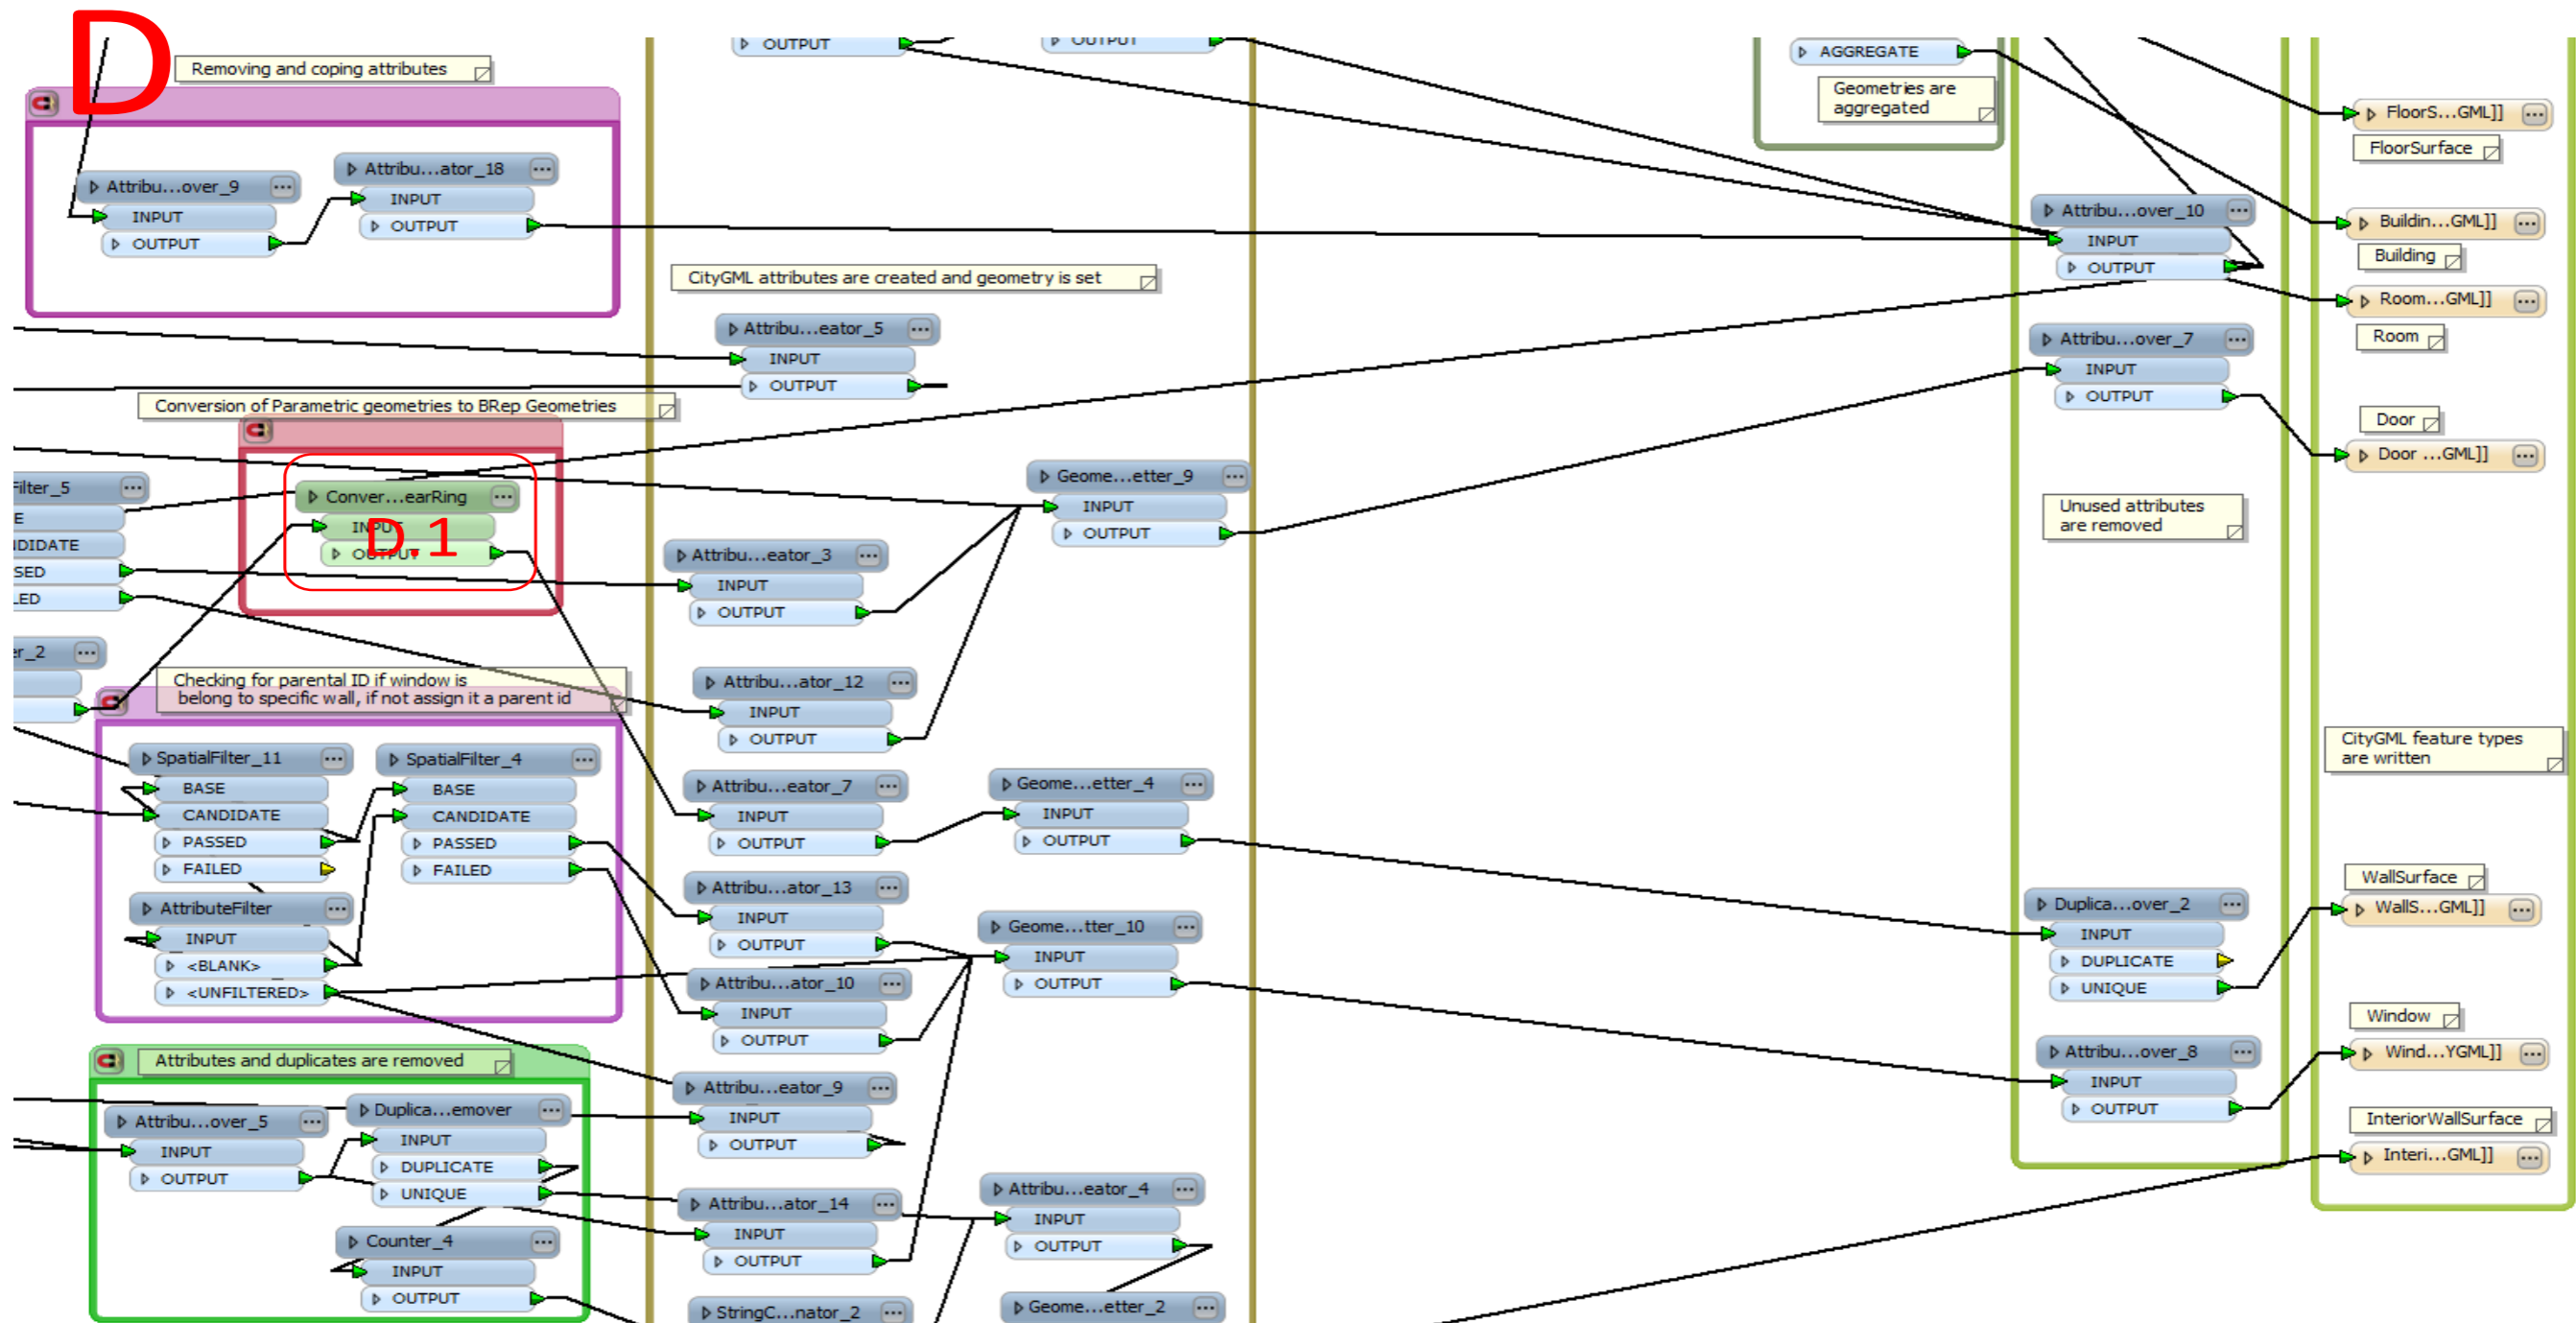 D
Removing and coping attributes
Attribu...over_9
INPUT
OUTPUT
Attribu...ator_18
INPUT
OUTPUT
OUTPUT
OUTPUT
AGGREGATE
Geometries are
aggregated
CityGML attributes are created and geometry is set
Attribu...eator_5
INPUT
OUTPUT
Conversion of Parametric geometries to BRep Geometries
Conver...earRing
INPUT
OUTPUT
D.1
ilter_5
E
NDIDATE
SED
LED
er_2
Attribu...eator_3
INPUT
OUTPUT
Geome...etter_9
INPUT
OUTPUT
Attribu...ator_12
INPUT
OUTPUT
Checking for parental ID if window is
belong to specific wall, if not assign it a parent id
SpatialFilter_11
BASE
CANDIDATE
PASSED
FAILED
SpatialFilter_4
BASE
CANDIDATE
PASSED
FAILED
AttributeFilter
INPUT
<BLANK>
<UNFILTERED>
Attribu...eator_7
INPUT
OUTPUT
Geome...etter_4
INPUT
OUTPUT
Attribu...ator_13
INPUT
OUTPUT
Geome...tter_10
INPUT
OUTPUT
Attribu...ator_10
INPUT
OUTPUT
Attributes and duplicates are removed
Attribu...over_5
INPUT
OUTPUT
Duplica...emover
INPUT
DUPLICATE
UNIQUE
Counter_4
INPUT
OUTPUT
Attribu...eator_9
INPUT
OUTPUT
Attribu...ator_14
INPUT
OUTPUT
Attribu...eator_4
INPUT
OUTPUT
StringC...nator_2
Geome...etter_2
Attribu...over_10
INPUT
OUTPUT
Attribu...over_7
INPUT
OUTPUT
Unused attributes
are removed
Duplica...over_2
INPUT
DUPLICATE
UNIQUE
Attribu...over_8
INPUT
OUTPUT
FloorS...GML]]
FloorSurface
Buildin...GML]]
Building
Room...GML]]
Room
Door
Door ...GML]]
CityGML feature types
are written
WallSurface
WallS...GML]]
Window
Wind...YGML]]
InteriorWallSurface
Interi...GML]]